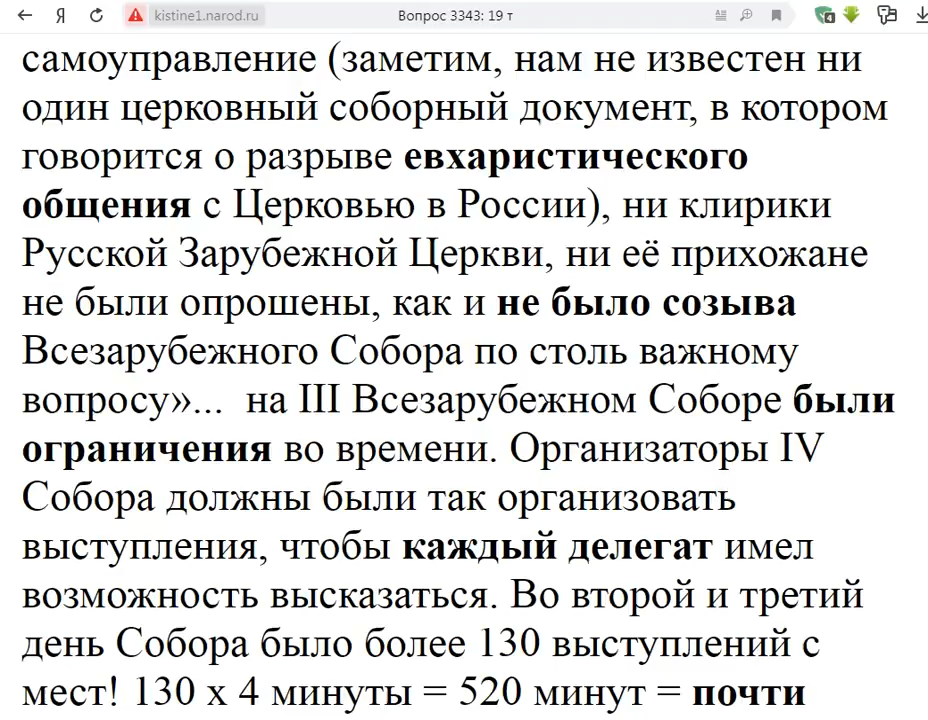 kistine1.narod.ru Вопрос 3343: 19 т
самоуправление (заметим, нам не известен ни
один церковный соборный документ, в котором
говорится о разрыве евхаристического
общения с Церковью в России), ни клирики
Русской Зарубежной Церкви, ни её прихожане
не были опрошены, как и не было созыва
Всезарубежного Собора по столь важному
вопросу»... на III Всезарубежном Соборе были
ограничения во времени. Организаторы IV
Собора должны были так организовать
выступления, чтобы каждый делегат имел
возможность высказаться. Во второй и третий
день Собора было более 130 выступлений с
мест! 130 х 4 минуты = 520 минут = почти